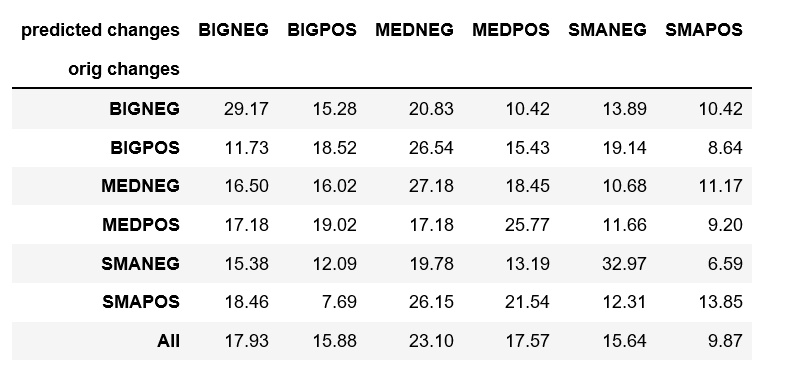 predicted changes BIGNEG BIGPOS MEDNEG MEDPOS SMANEG SMAPOS
orig changes
BIGNEG 29.17 15.28 20.83 10.42 13.89 10.42
BIGPOS 11.73 18.52 26.54 15.43 19.14 8.64
MEDNEG 16.50 16.02 27.18 18.45 10.68 11.17
MEDPOS 17.18 19.02 17.18 25.77 11.66 9.20
SMANEG 15.38 12.09 19.78 13.19 32.97 6.59
SMAPOS 18.46 7.69 26.15 21.54 12.31 13.85
All 17.93 15.88 23.10 17.57 15.64 9.87